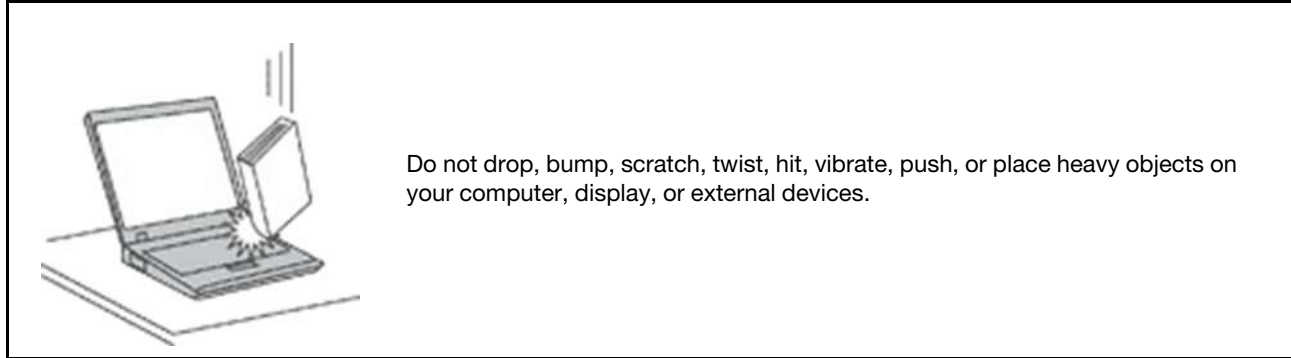 Do not drop, bump, scratch, twist, hit, vibrate, push, or place heavy objects on
your computer, display, or external devices.